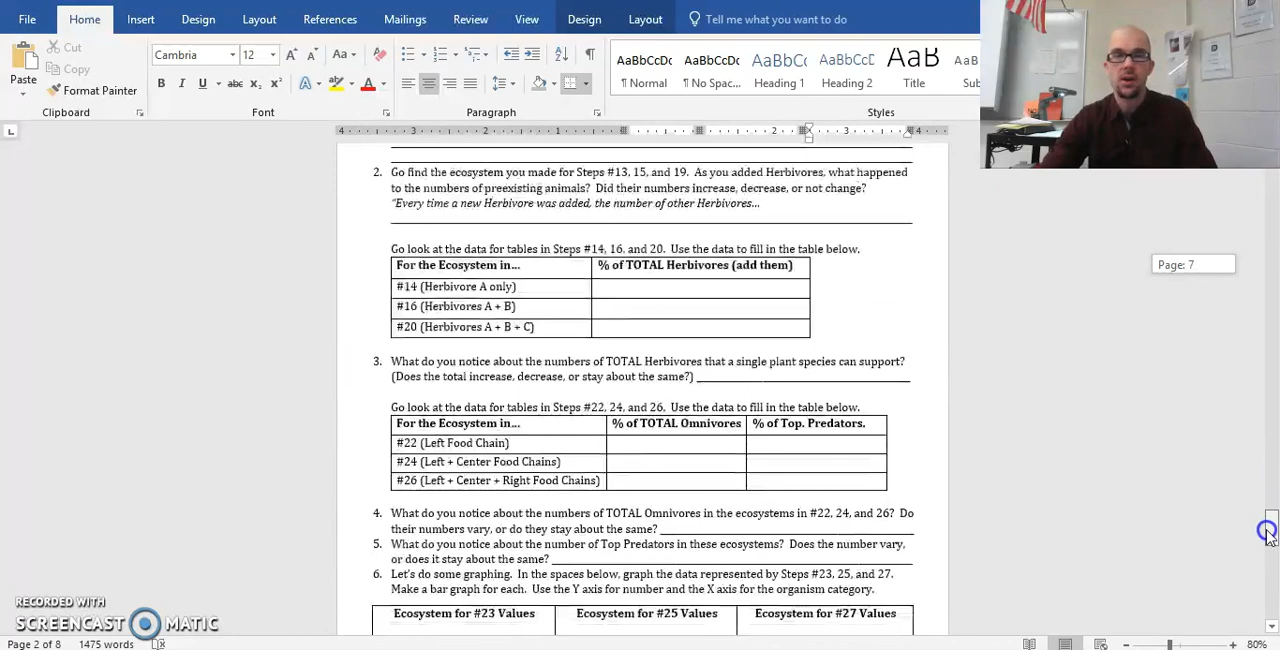 File Home Insert Design Layout References Mailings Review View Design Layout Tell me what you want to do
Paste Cut Copy Format Painter
Cambria 12 Aa
B I U abc x₂ x² A A
AaBbCcDc AaBbCcDc AaBbCc AaBbCcD AaB AaBb
¶ Normal ¶ No Spac... Heading 1 Heading 2 Title Sub
Clipboard Font Paragraph Styles
4 3 2 1 2 3 4
2. Go find the ecosystem you made for Steps #13, 15, and 19. As you added Herbivores, what happened
to the numbers of preexisting animals? Did their numbers increase, decrease, or not change?
"Every time a new Herbivore was added, the number of other Herbivores...
Go look at the data for tables in Steps #14, 16, and 20. Use the data to fill in the table below.
For the Ecosystem in... % of TOTAL Herbivores (add them)
#14 (Herbivore A only)
#16 (Herbivores A + B)
#20 (Herbivores A + B + C)
Page: 7
3. What do you notice about the numbers of TOTAL Herbivores that a single plant species can support?
(Does the total increase, decrease, or stay about the same?)
Go look at the data for tables in Steps #22, 24, and 26. Use the data to fill in the table below.
For the Ecosystem in... % of TOTAL Omnivores % of Top. Predators.
#22 (Left Food Chain)
#24 (Left + Center Food Chains)
#26 (Left + Center + Right Food Chains)
4. What do you notice about the numbers of TOTAL Omnivores in the ecosystems in #22, 24, and 26? Do
their numbers vary, or do they stay about the same?
5. What do you notice about the number of Top Predators in these ecosystems? Does the number vary,
or does it stay about the same?
6. Let's do some graphing. In the spaces below, graph the data represented by Steps #23, 25, and 27.
Make a bar graph for each. Use the Y axis for number and the X axis for the organism category.
Ecosystem for #23 Values Ecosystem for #25 Values Ecosystem for #27 Values
RECORDED WITH
SCREENCAST MATIC
Page 2 of 8 1475 words 80%